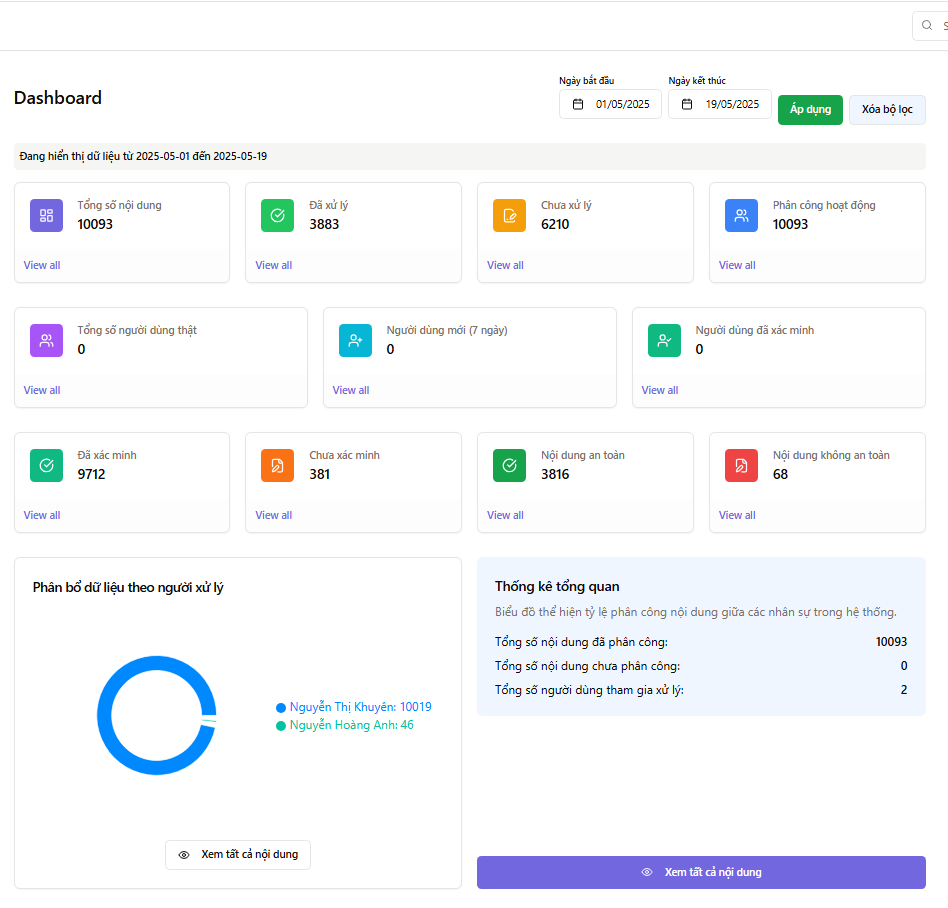 Dashboard
Ngày bắt đầu
Ngày kết thúc
01/05/2025
19/05/2025
Áp dụng
Xóa bộ lọc
Đang hiển thị dữ liệu từ 2025-05-01 đến 2025-05-19
Tổng số nội dung
10093
View all
Đã xử lý
3883
View all
Chưa xử lý
6210
View all
Phân công hoạt động
10093
View all
Tổng số người dùng thật
0
View all
Người dùng mới (7 ngày)
0
View all
Người dùng đã xác minh
0
View all
Đã xác minh
9712
View all
Chưa xác minh
381
View all
Nội dung an toàn
3816
View all
Nội dung không an toàn
68
View all
Phân bổ dữ liệu theo người xử lý
Nguyễn Thị Khuyến: 10019
Nguyễn Hoàng Anh: 46
Xem tất cả nội dung
Thống kê tổng quan
Biểu đồ thể hiện tỷ lệ phân công nội dung giữa các nhân sự trong hệ thống.
Tổng số nội dung đã phân công: 10093
Tổng số nội dung chưa phân công: 0
Tổng số người dùng tham gia xử lý: 2
Xem tất cả nội dung